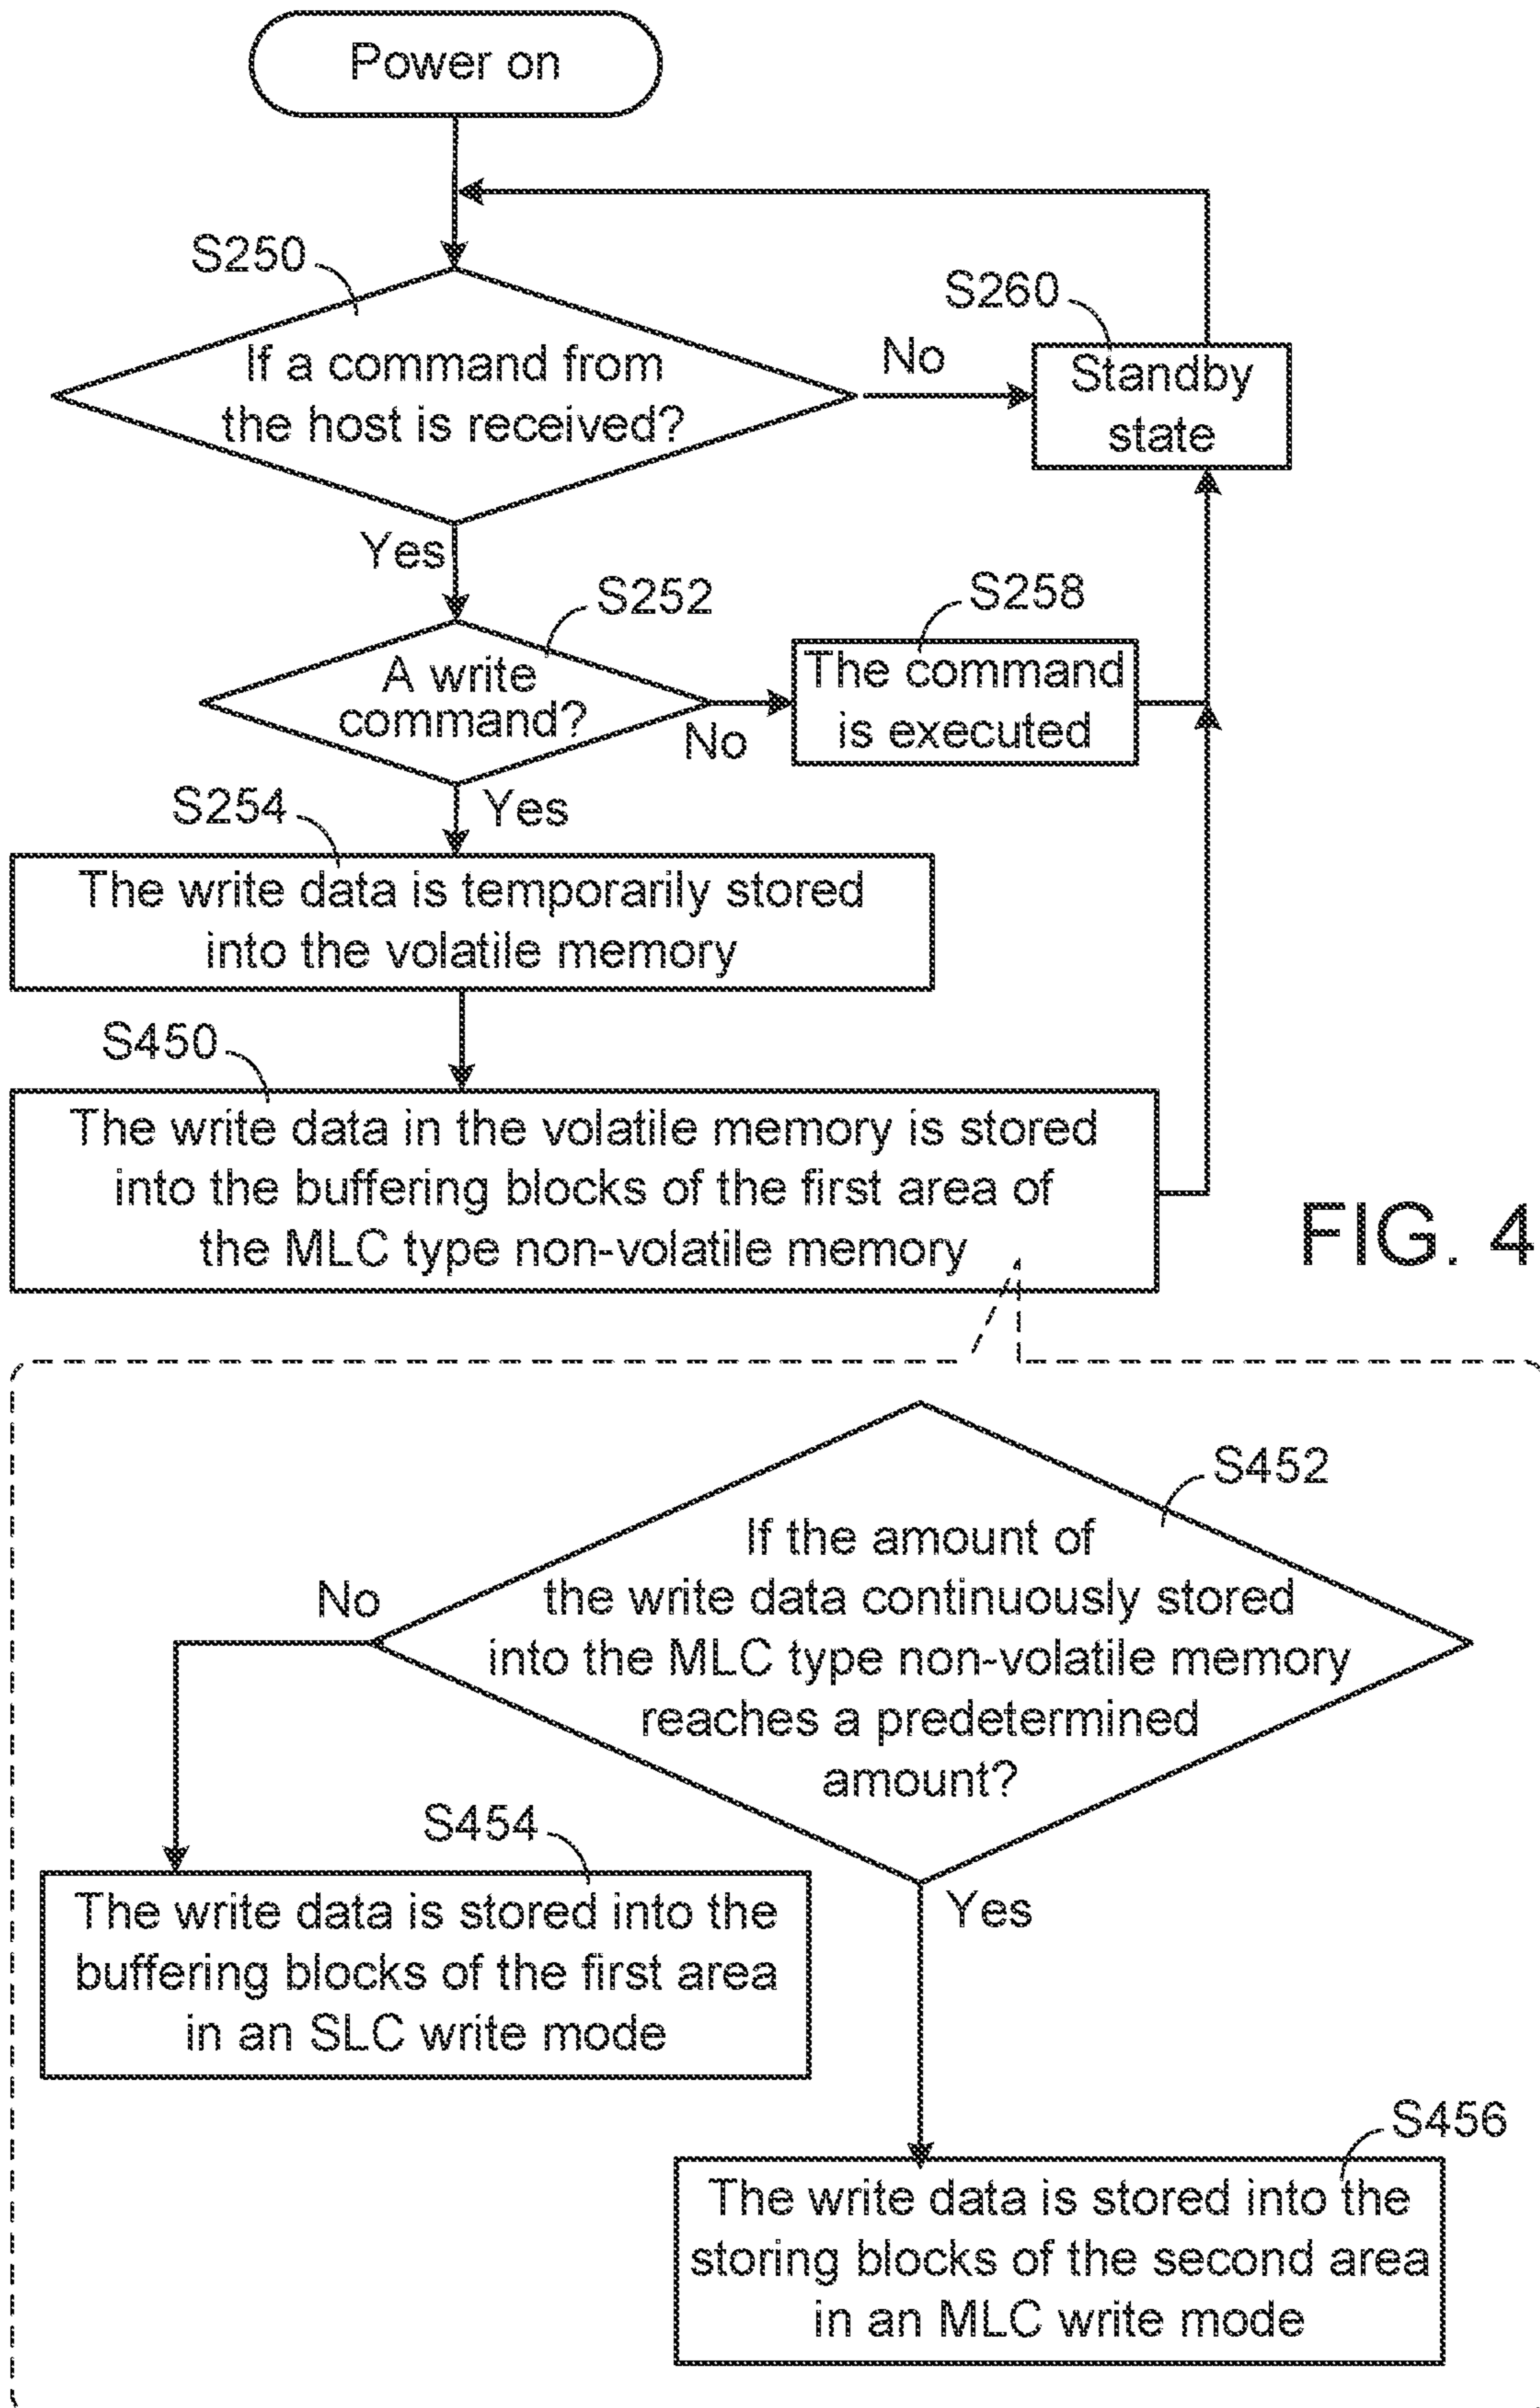 Power on
S250
If a command from
the host is received?
No
S260
Standby
state
Yes
S252
A write
command?
No
S258
The command
is executed
S254
Yes
The write data is temporarily stored
into the volatile memory
S450
The write data in the volatile memory is stored
into the buffering blocks of the first area of
the MLC type non-volatile memory
FIG. 4
S452
If the amount of
the write data continuously stored
into the MLC type non-volatile memory
reaches a predetermined
amount?
No
S454
The write data is stored into the
buffering blocks of the first area
in an SLC write mode
Yes
S456
The write data is stored into the
storing blocks of the second area
in an MLC write mode